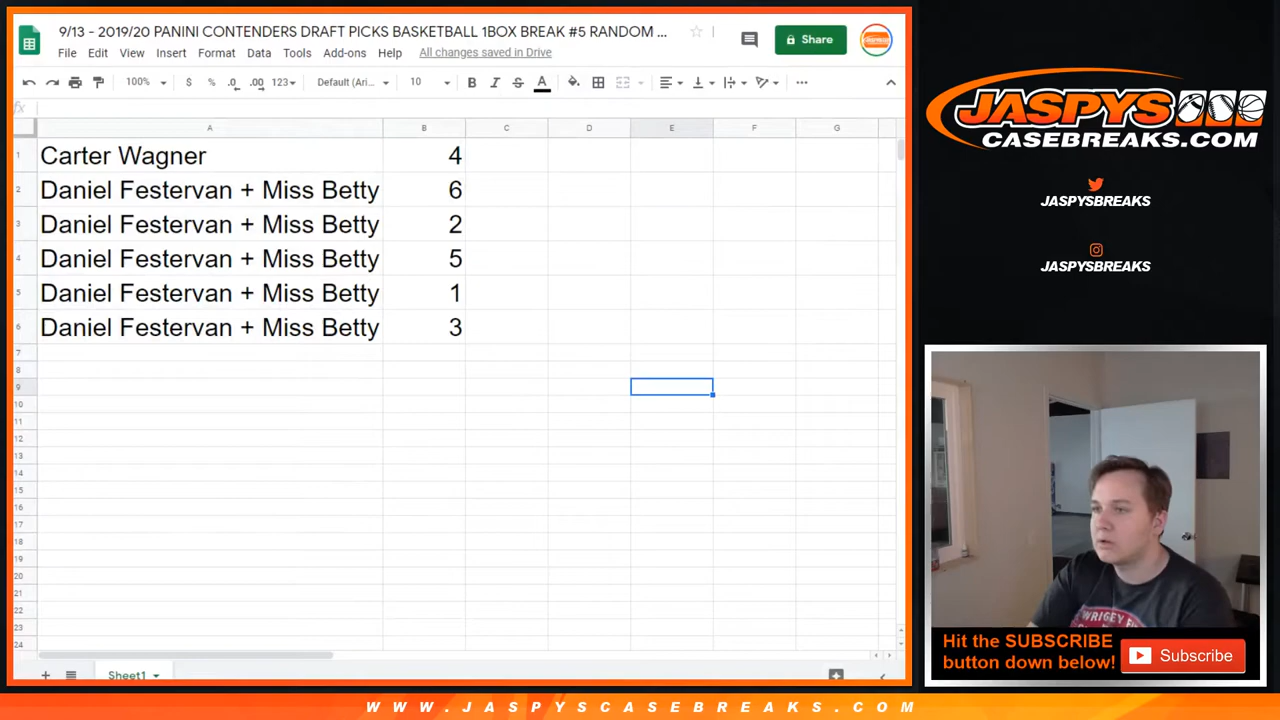 9/13 - 2019/20 PANINI CONTENDERS DRAFT PICKS BASKETBALL 1BOX BREAK #5 RANDOM ...
File Edit View Format Data Tools Add-ons Help All changes saved in Drive
Share
100% $ % .0 .00 123 Default (Ari... 10 B I S A
fx
A B C D E F G
1 Carter Wagner 4
2 Daniel Festervan + Miss Betty 6
3 Daniel Festervan + Miss Betty 2
4 Daniel Festervan + Miss Betty 5
5 Daniel Festervan + Miss Betty 1
6 Daniel Festervan + Miss Betty 3
7
8
9
10
11
12
13
14
15
16
17
18
19
20
21
22
23
24
Sheet1
JASPYS
CASEBREAKS.COM
JASPYSBREAKS
JASPYSBREAKS
Hit the SUBSCRIBE
button down below!
Subscribe
WWW.JASPYSCASEBREAKS.COM